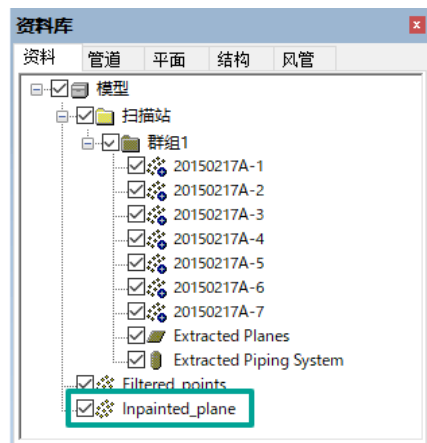 资料库
资料 管道 平面 结构 风管
模型
扫描站
群组1
20150217A-1
20150217A-2
20150217A-3
20150217A-4
20150217A-5
20150217A-6
20150217A-7
Extracted Planes
Extracted Piping System
Filtered_points
Inpainted_plane